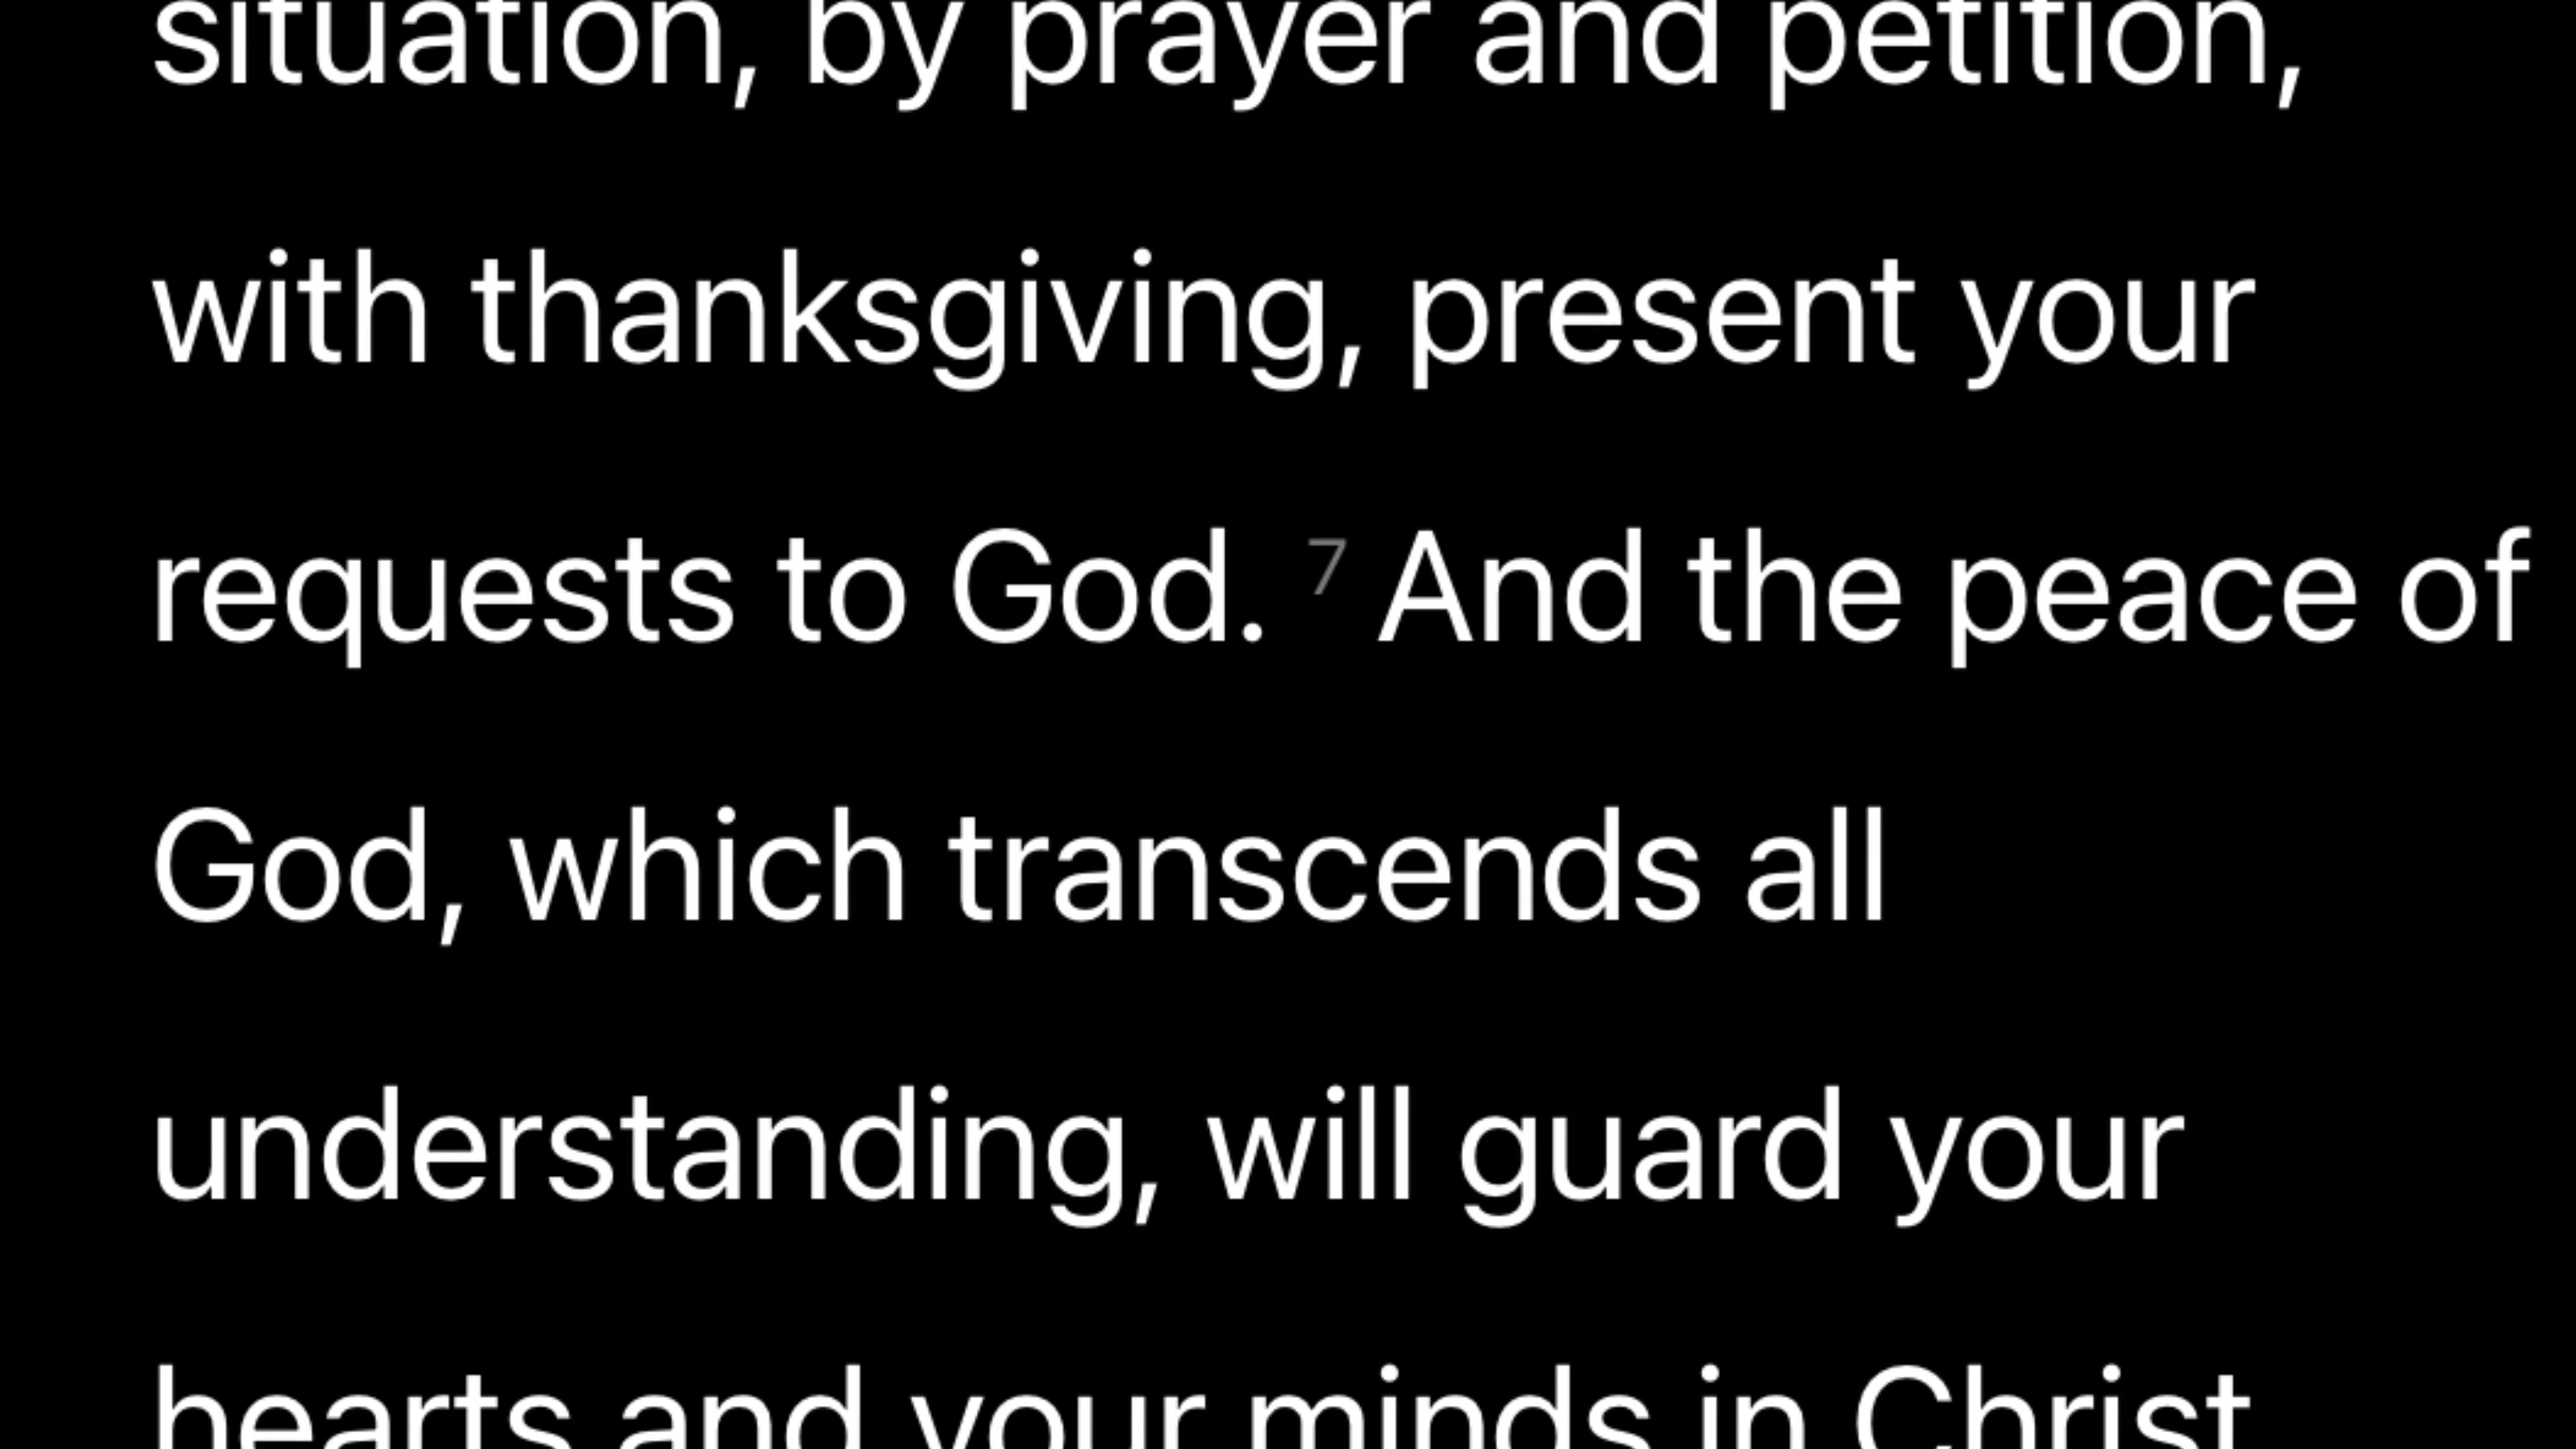 situation, by prayer and petition,
with thanksgiving, present your
requests to God. 7 And the peace of
God, which transcends all
understanding, will guard your
hearts and your minds in Christ